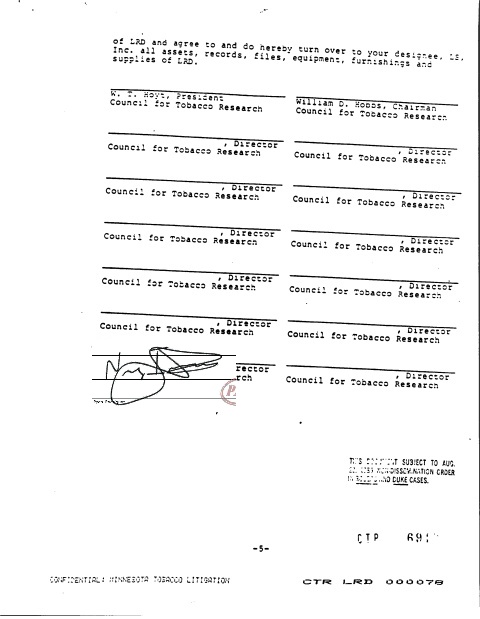 of LRD and agree to and do hereby turn over to your designee, LS,
Inc. all assets, records, files, equipment, furnishings and
supplies of LRD.
W. T. Hoyt, President
Council for Tobacco Research
William D. Hobbs, Chairman
Council for Tobacco Research
, Director
Council for Tobacco Research
, Director
Council for Tobacco Research
, Director
Council for Tobacco Research
, Director
Council for Tobacco Research
, Director
Council for Tobacco Research
, Director
Council for Tobacco Research
, Director
Council for Tobacco Research
, Director
Council for Tobacco Research
, Director
Council for Tobacco Research
, Director
Council for Tobacco Research
rector
rch
, Director
Council for Tobacco Research
THIS DOCUMENT SUBJECT TO AUG.
DISSEMINATION ORDER
IN AND DUKE CASES.
CTR 691
-5-
CONFIDENTIAL: MINNESOTA TOBACCO LITIGATION
CTR LRD 000078